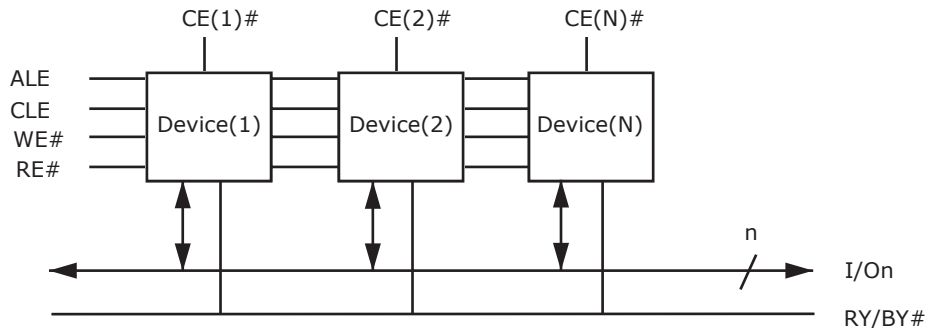 CE(1)# CE(2)# CE(N)#
ALE
CLE
WE#
RE#
Device(1) Device(2) Device(N)
n
I/On
RY/BY#